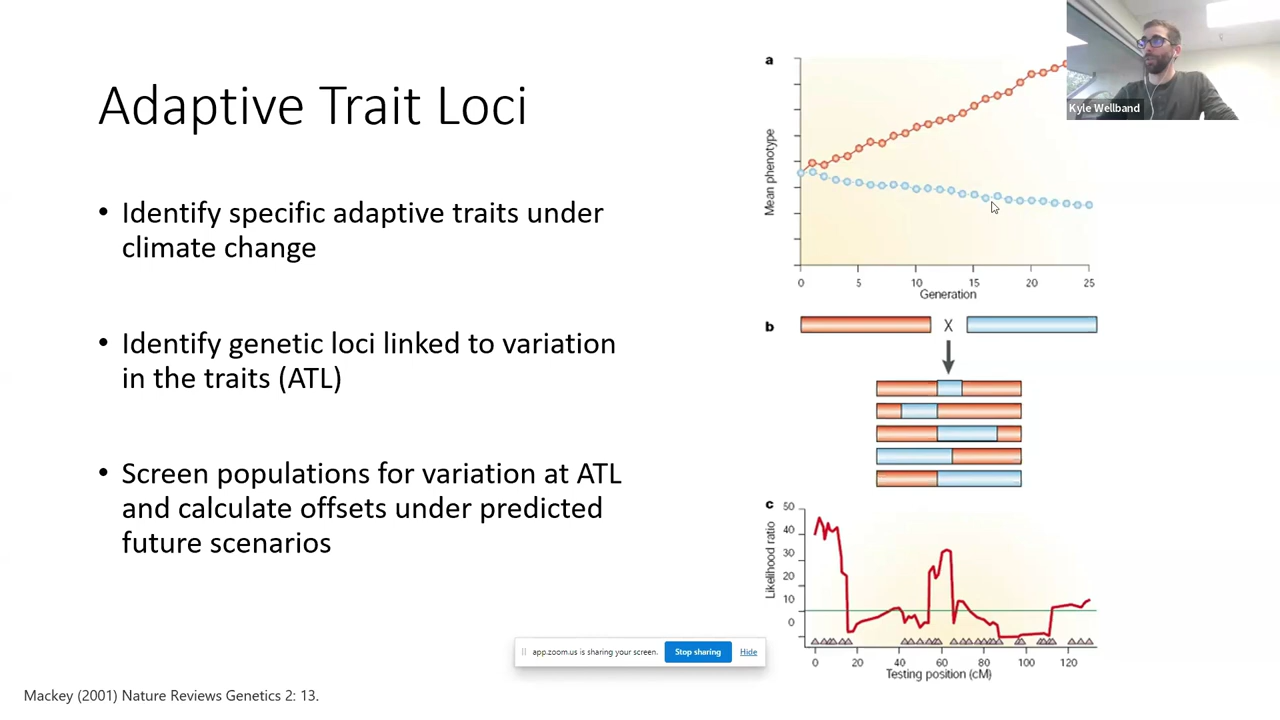 Adaptive Trait Loci
• Identify specific adaptive traits under
climate change
• Identify genetic loci linked to variation
in the traits (ATL)
• Screen populations for variation at ATL
and calculate offsets under predicted
future scenarios
Mackey (2001) Nature Reviews Genetics 2: 13.
a
Mean phenotype
0 5 10 15 20 25
Generation
b
X
c
Likelihood ratio
50
40
30
20
10
0
0 20 40 60 80 100 120
Testing position (cM)
Kyle Wellband
app.zoom.us is sharing your screen.
Stop sharing
Hide